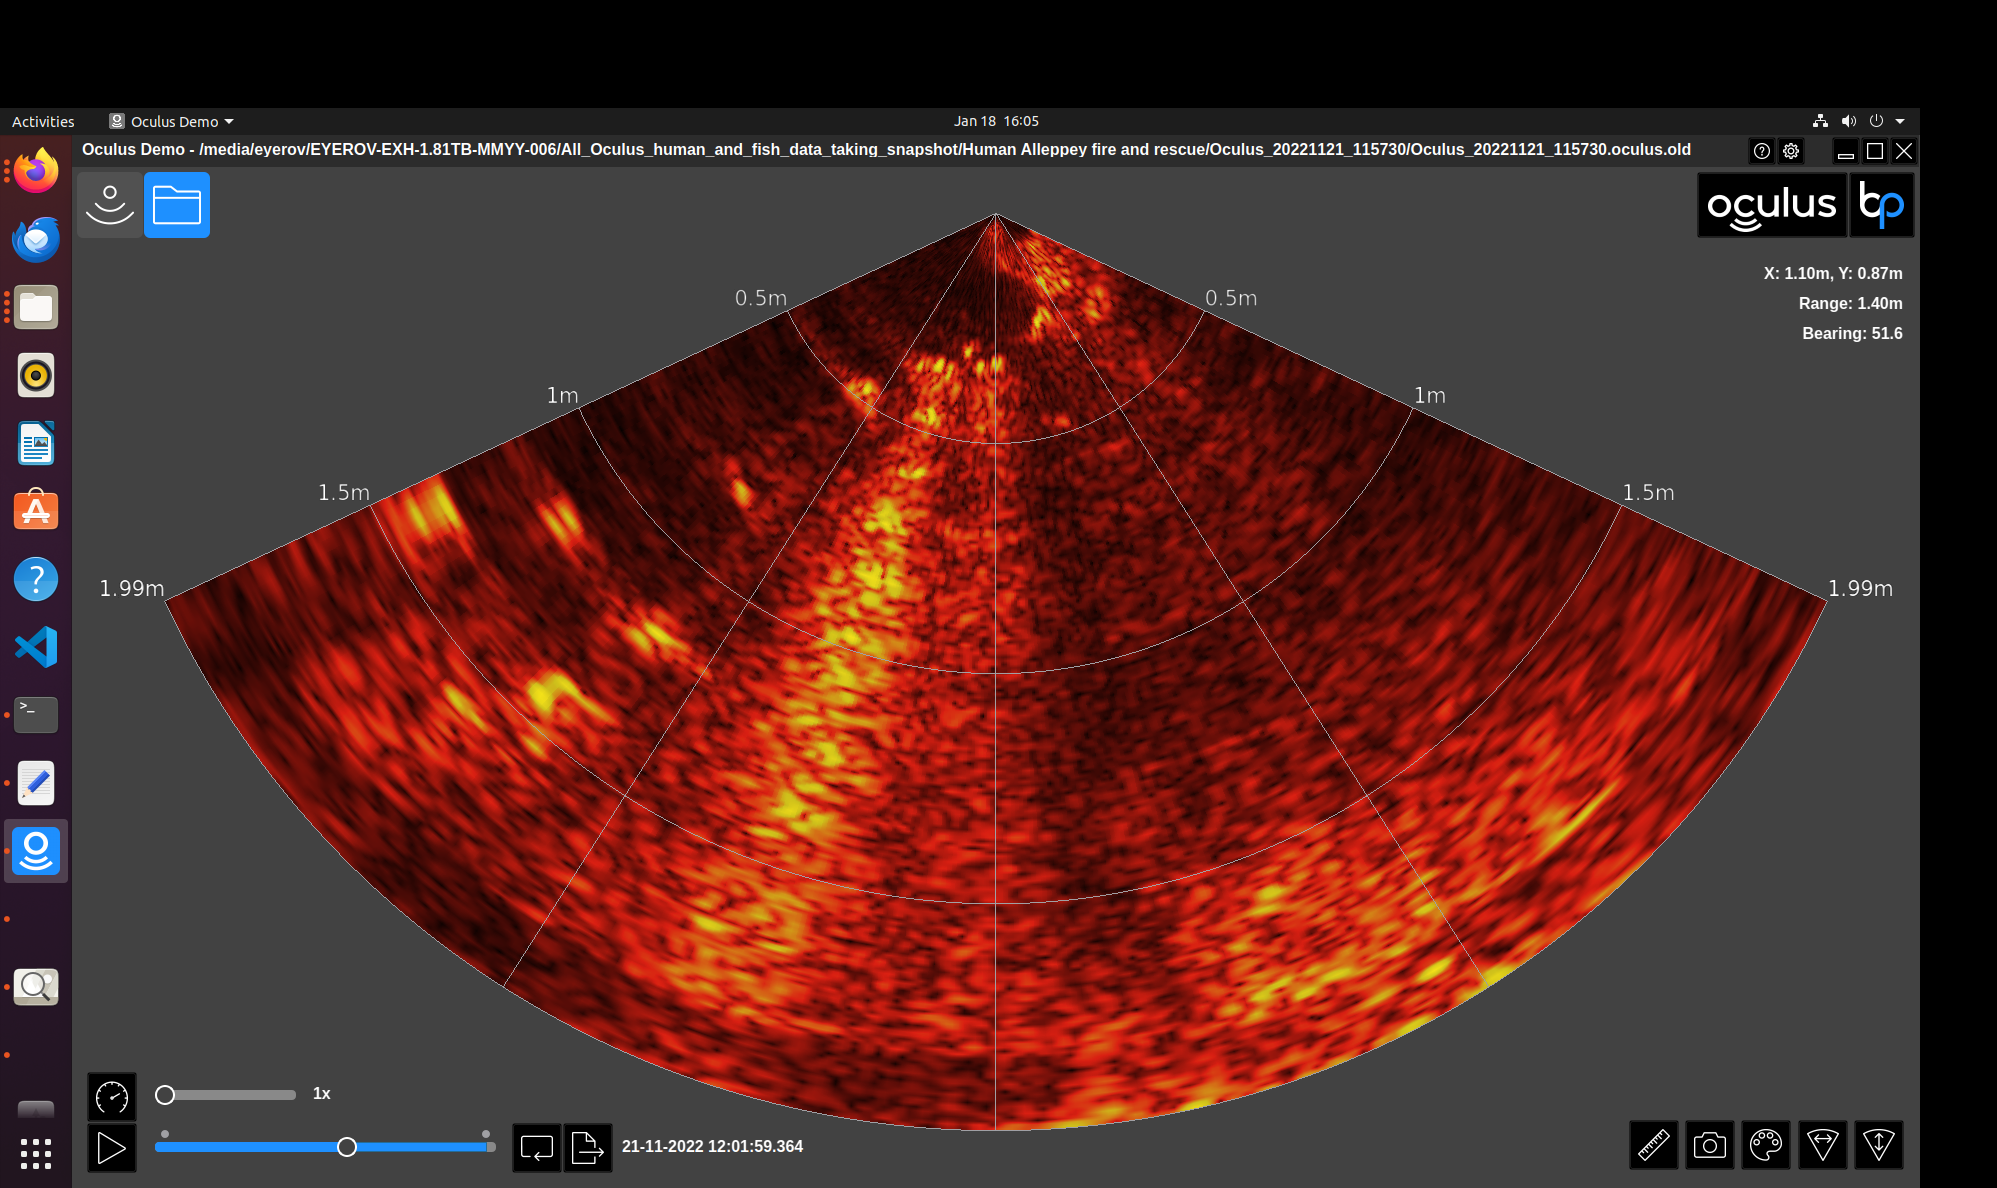 Activities
Oculus Demo
Jan 18 16:05
Oculus Demo - /media/eyerov/EYEROV-EXH-1.81TB-MMYY-006/All_Oculus_human_and_fish_data_taking_snapshot/Human Alleppey fire and rescue/Oculus_20221121_115730/Oculus_20221121_115730.oculus.old
oculus bp
X: 1.10m, Y: 0.87m
Range: 1.40m
Bearing: 51.6
0.5m 0.5m
1m 1m
1.5m 1.5m
1.99m 1.99m
1x
21-11-2022 12:01:59.364